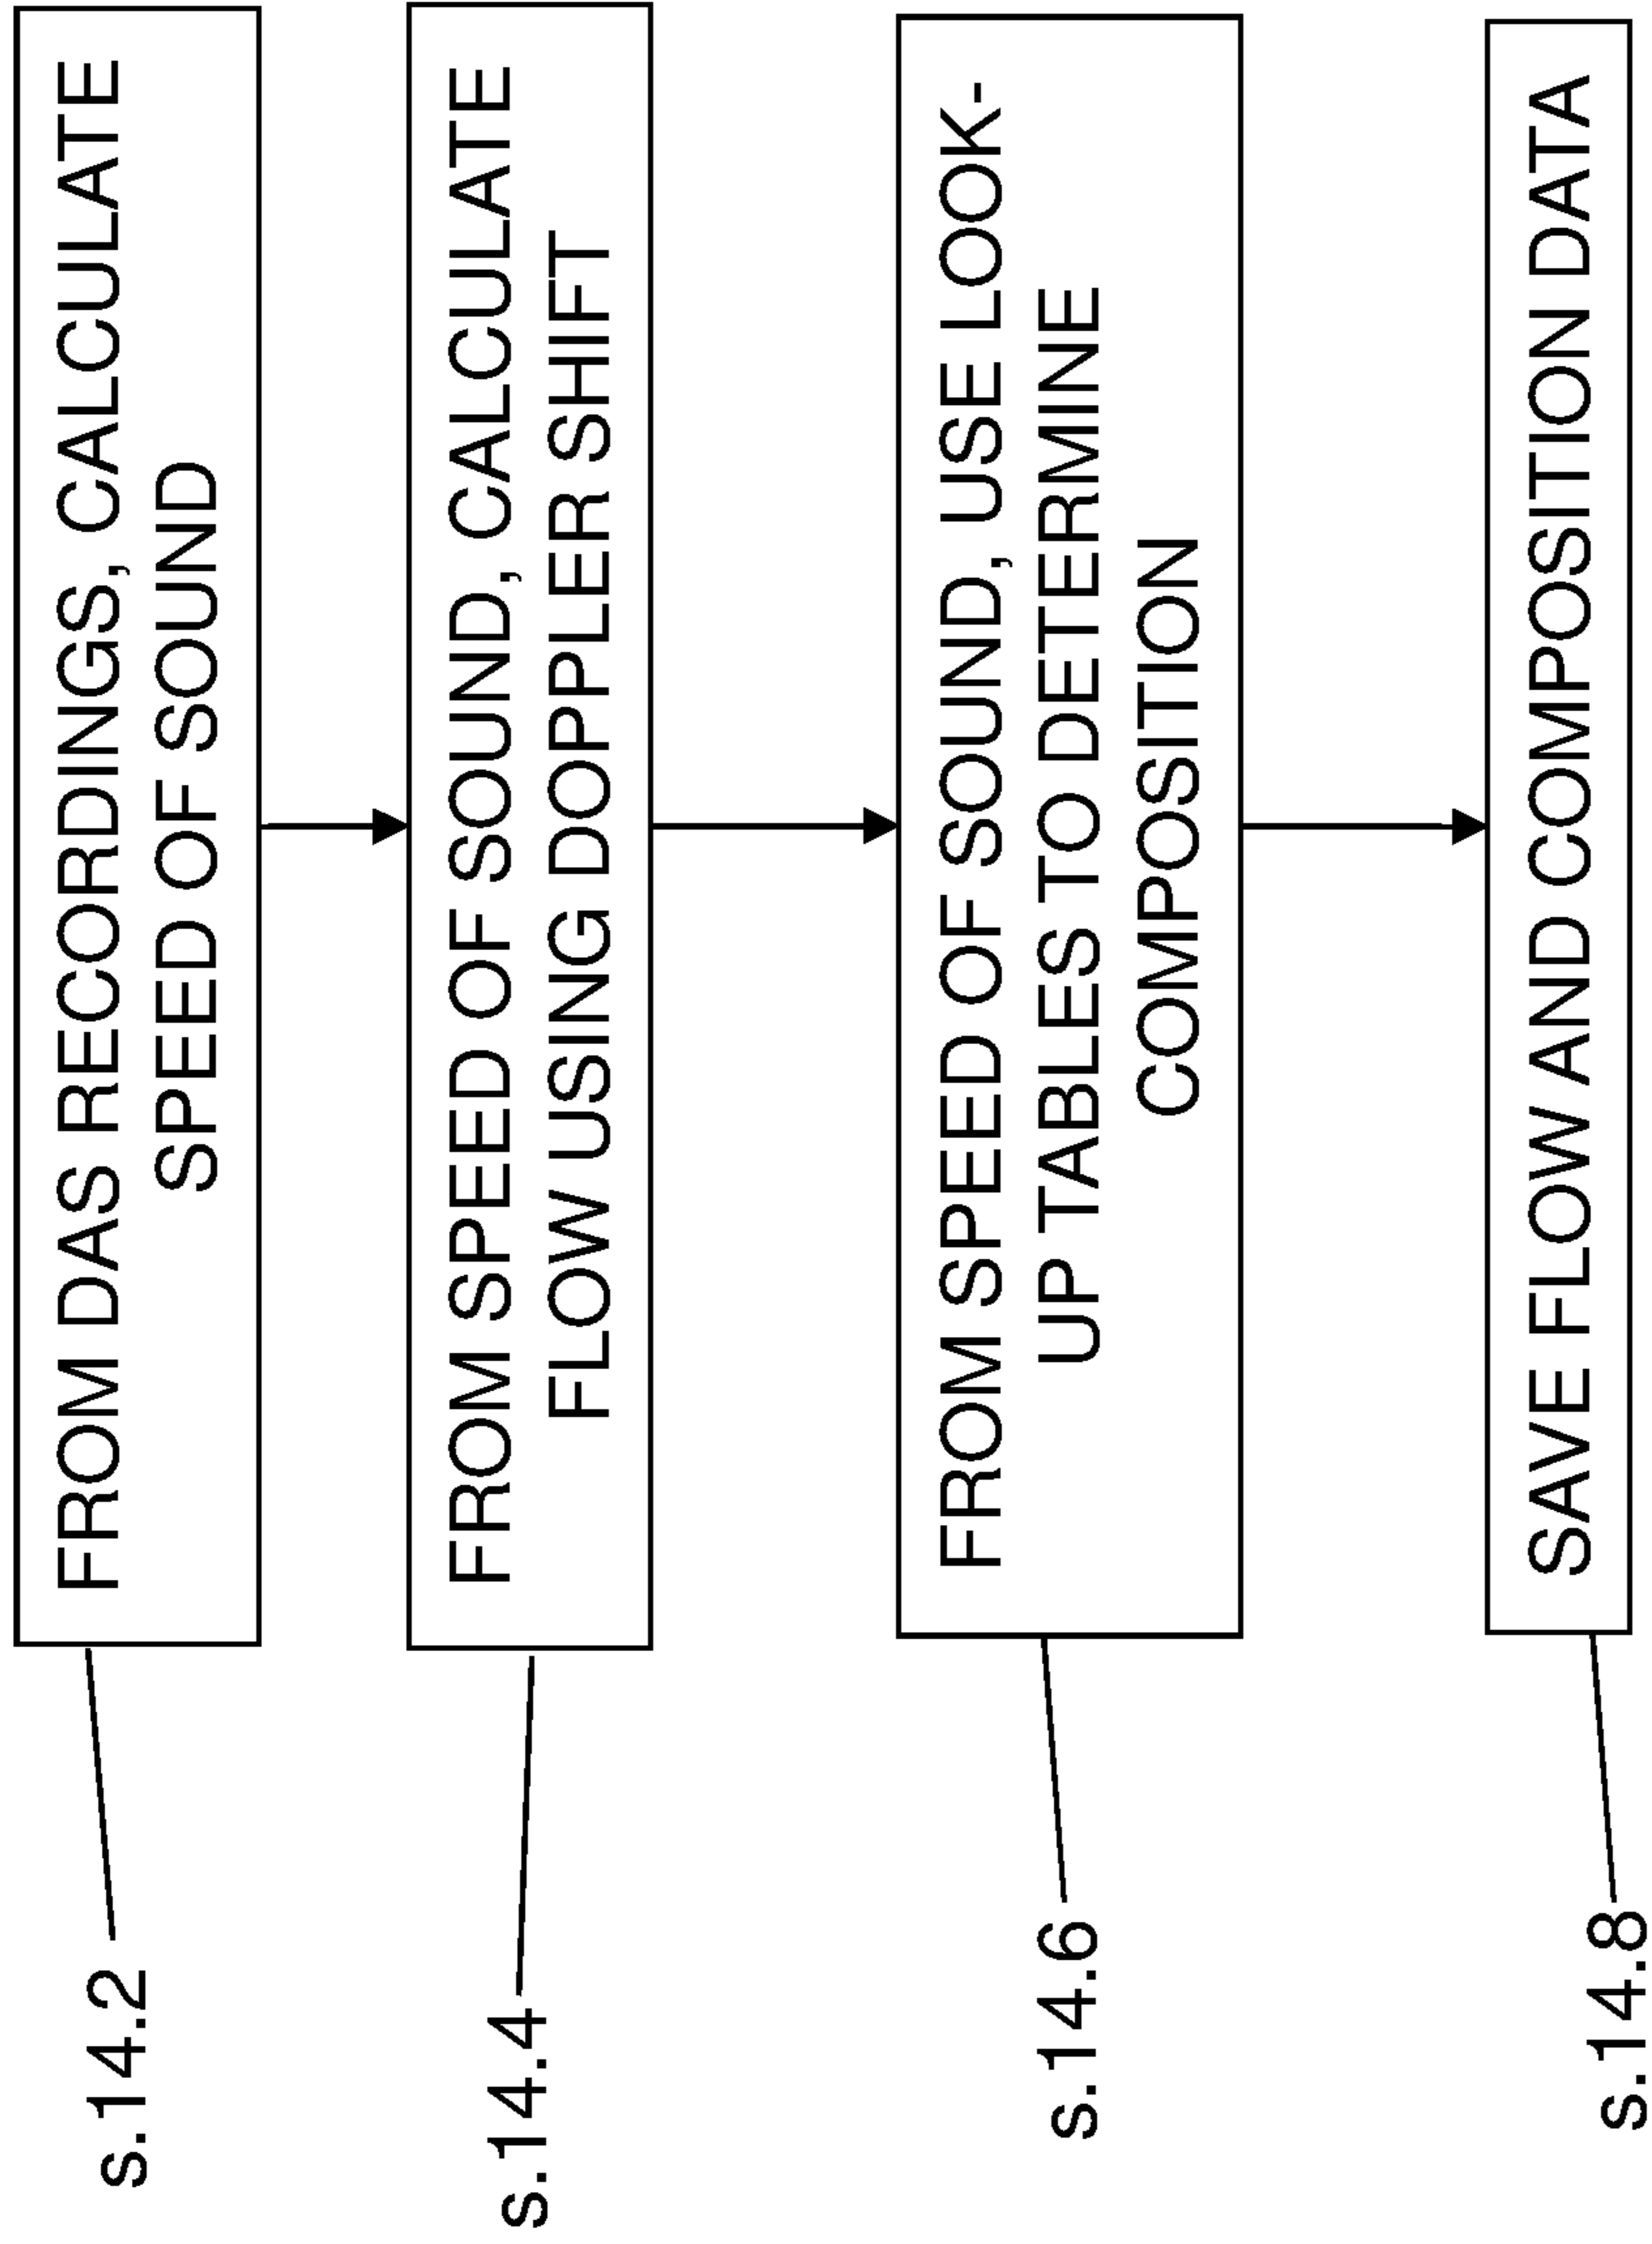 s.14.2
FROM DAS RECORDINGS, CALCULATE
SPEED OF SOUND
s.14.4
FROM SPEED OF SOUND, CALCULATE
FLOW USING DOPPLER SHIFT
s.14.6
FROM SPEED OF SOUND, USE LOOK-
UP TABLES TO DETERMINE
COMPOSITION
s.14.8
SAVE FLOW AND COMPOSITION DATA